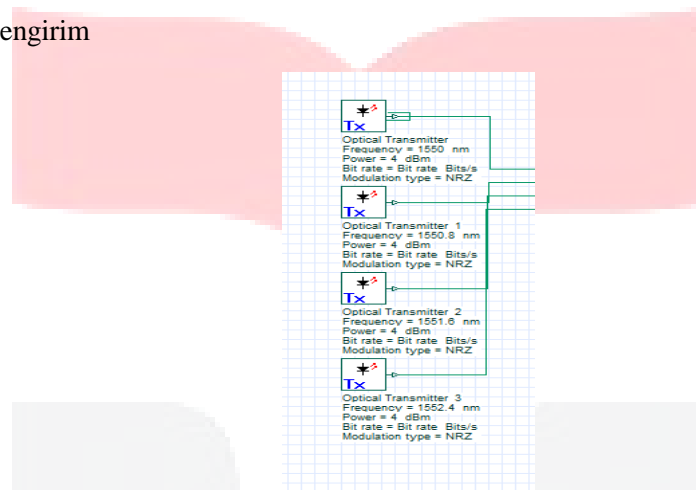 engirim
Tx
Optical Transmitter
Frequency = 1550 nm
Power = 4 dBm
Bit rate = Bit rate Bits/s
Modulation type = NRZ
Tx
Optical Transmitter 1
Frequency = 1550.8 nm
Power = 4 dBm
Bit rate = Bit rate Bits/s
Modulation type = NRZ
Tx
Optical Transmitter 2
Frequency = 1551.6 nm
Power = 4 dBm
Bit rate = Bit rate Bits/s
Modulation type = NRZ
Tx
Optical Transmitter 3
Frequency = 1552.4 nm
Power = 4 dBm
Bit rate = Bit rate Bits/s
Modulation type = NRZ